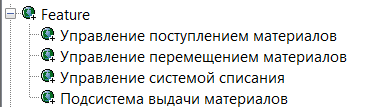 Feature
Управление поступлением материалов
Управление перемещением материалов
Управление системой списания
Подсистема выдачи материалов